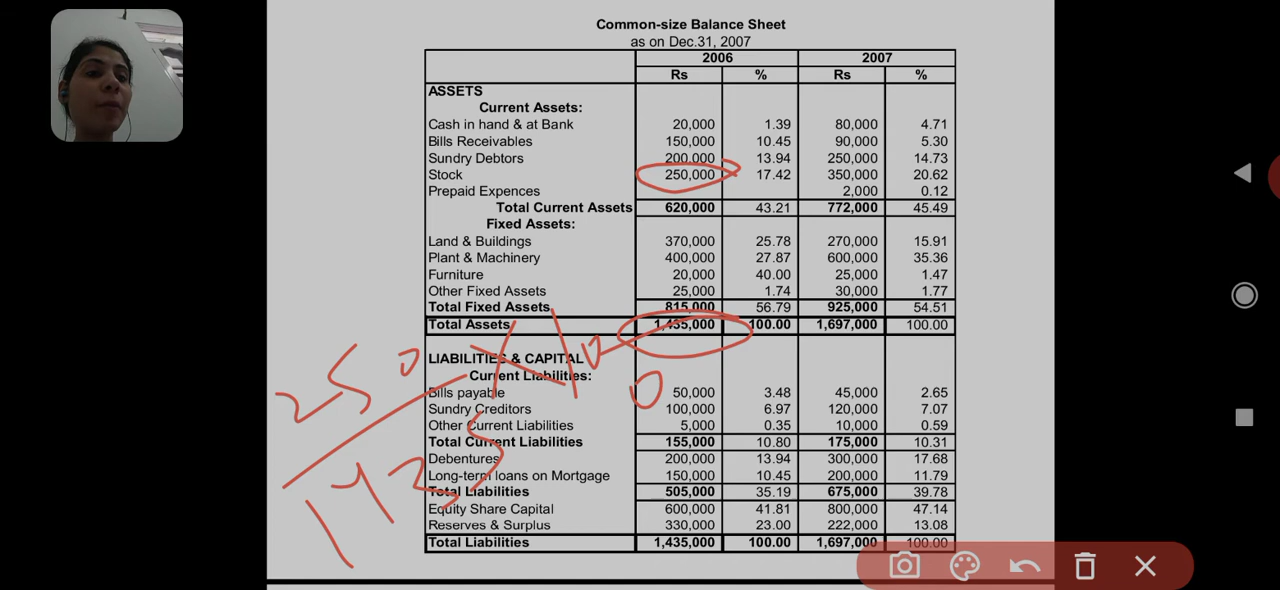 Common-size Balance Sheet
as on Dec.31, 2007
2006 2007
Rs % Rs %
ASSETS
Current Assets:
Cash in hand & at Bank 20,000 1.39 80,000 4.71
Bills Receivables 150,000 10.45 90,000 5.30
Sundry Debtors 200,000 13.94 250,000 14.73
Stock 250,000 17.42 350,000 20.62
Prepaid Expences 2,000 0.12
Total Current Assets 620,000 43.21 772,000 45.49
Fixed Assets:
Land & Buildings 370,000 25.78 270,000 15.91
Plant & Machinery 400,000 27.87 600,000 35.36
Furniture 20,000 40.00 25,000 1.47
Other Fixed Assets 25,000 1.74 30,000 1.77
Total Fixed Assets 815,000 56.79 925,000 54.51
Total Assets 1,435,000 100.00 1,697,000 100.00
LIABILITIES & CAPITAL
Current Liabilities:
Bills payable 50,000 3.48 45,000 2.65
Sundry Creditors 100,000 6.97 120,000 7.07
Other Current Liabilities 5,000 0.35 10,000 0.59
Total Current Liabilities 155,000 10.80 175,000 10.31
Debentures 200,000 13.94 300,000 17.68
Long-term loans on Mortgage 150,000 10.45 200,000 11.79
Total Liabilities 505,000 35.19 675,000 39.78
Equity Share Capital 600,000 41.81 800,000 47.14
Reserves & Surplus 330,000 23.00 222,000 13.08
Total Liabilities 1,435,000 100.00 1,697,000 100.00
250 X 100
1435